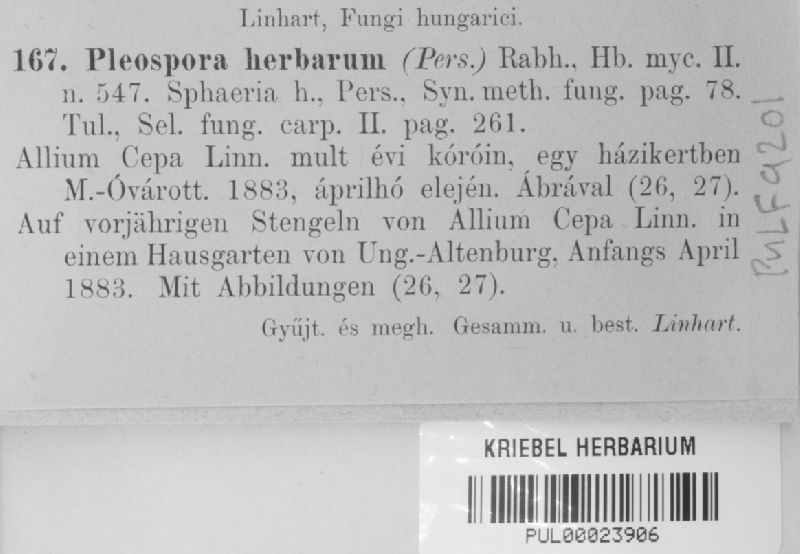 Linhart, Fungi hungarici.
167. Pleospora herbarum (Pers.) Rabh., Hb. myc. II.
n. 547. Sphaeria h., Pers., Syn. meth. fung. pag. 78.
Tul., Sel. fung. carp. II. pag. 261.
Allium Cepa Linn. mult évi kóróin, egy házikertben
M.-Óvárott. 1883, áprilhó elején. Ábrával (26, 27).
Auf vorjährigen Stengeln von Allium Cepa Linn. in
einem Hausgarten von Ung.-Altenburg, Anfangs April
1883. Mit Abbildungen (26, 27).
Gyűjt. és megh. Gesamm. u. best. Linhart.
PULF9201
KRIEBEL HERBARIUM
PUL00023906